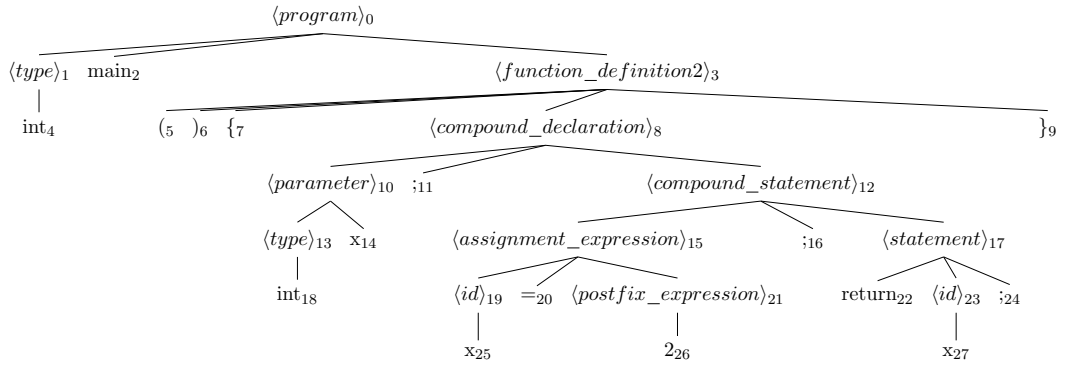 ⟨program⟩₀
⟨type⟩₁ main₂ ⟨function_definition2⟩₃
int₄ (₅ )₆ {₇ ⟨compound_declaration⟩₈ }₉
⟨parameter⟩₁₀ ;₁₁ ⟨compound_statement⟩₁₂
⟨type⟩₁₃ x₁₄ ⟨assignment_expression⟩₁₅ ;₁₆ ⟨statement⟩₁₇
int₁₈ ⟨id⟩₁₉ =₂₀ ⟨postfix_expression⟩₂₁ return₂₂ ⟨id⟩₂₃ ;₂₄
x₂₅ 2₂₆ x₂₇